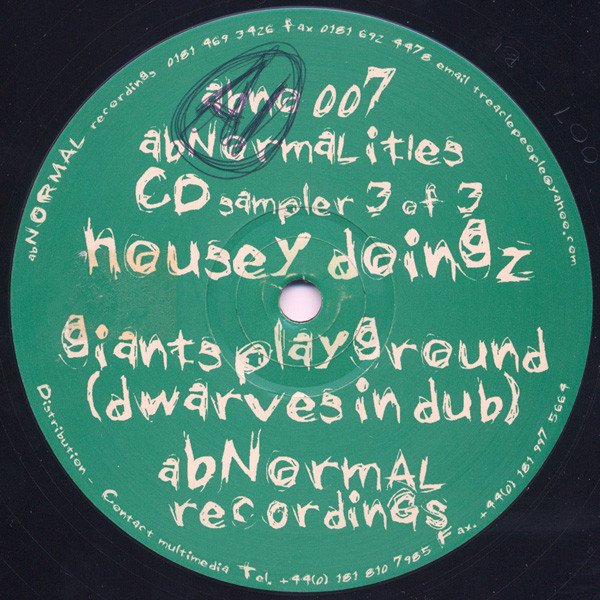 abNORMAL recordings 0181 469 3426 fax 0181 692 4478 email treaclepeople@yahoo.com
abno 007
abNormaLities
CD sampler 3 of 3
housey doingz
giants playground
(dwarves in dub)
abNormAL
recordinGs
Distribution - Contact multimedia Tel. +44(0) 181 810 7985 Fax. +44(0) 181 997 5664